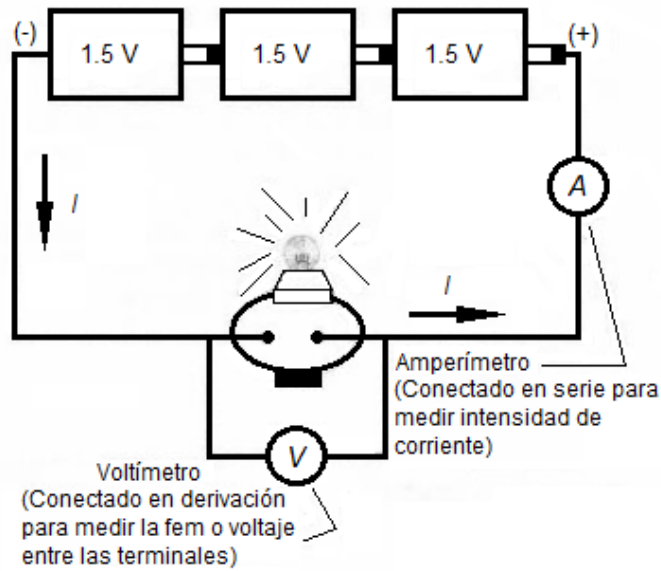 (-)
1.5 V
1.5 V
1.5 V
(+)
A
I
I
Amperímetro
(Conectado en serie para
medir intensidad de
corriente)
V
Voltímetro
(Conectado en derivación
para medir la fem o voltaje
entre las terminales)